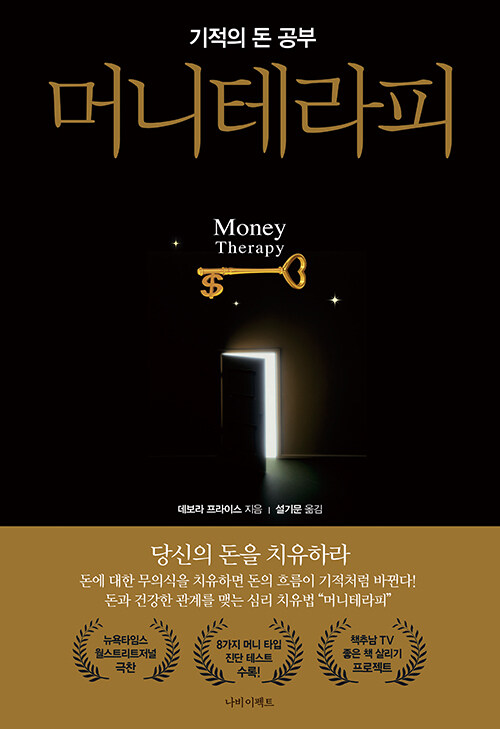 기적의 돈 공부
머니테라피
Money
Therapy
$
데보라 프라이스 지음 | 설기문 옮김
당신의 돈을 치유하라
돈에 대한 무의식을 치유하면 돈의 흐름이 기적처럼 바뀐다!
돈과 건강한 관계를 맺는 심리 치유법 “머니테라피”
뉴욕타임스
월스트리트저널
극찬
8가지 머니 타입
진단 테스트
수록!
책추남 TV
좋은 책 살리기
프로젝트
나비이펙트